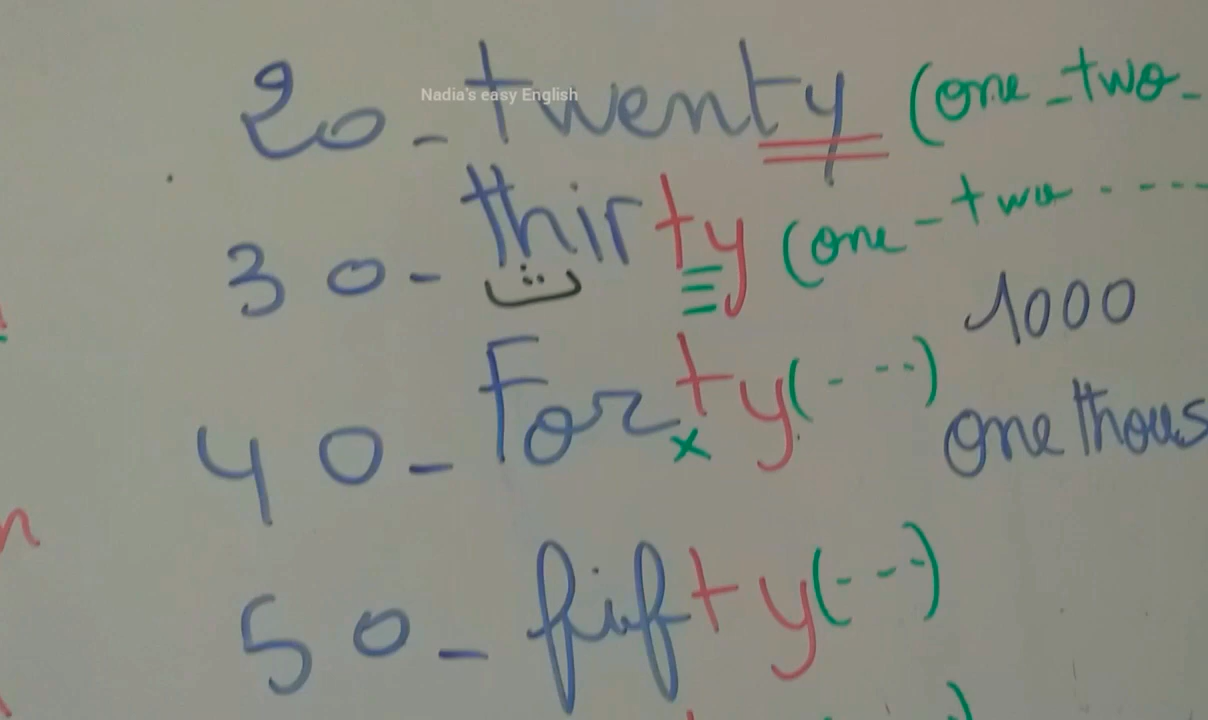 Nadia's easy English
20 - twenty (one - two -
30 - thirty (one - two - - - - -
ث
1000
40 - Forty (- - - -)
x
one thous
50 - fifty (- - - -)